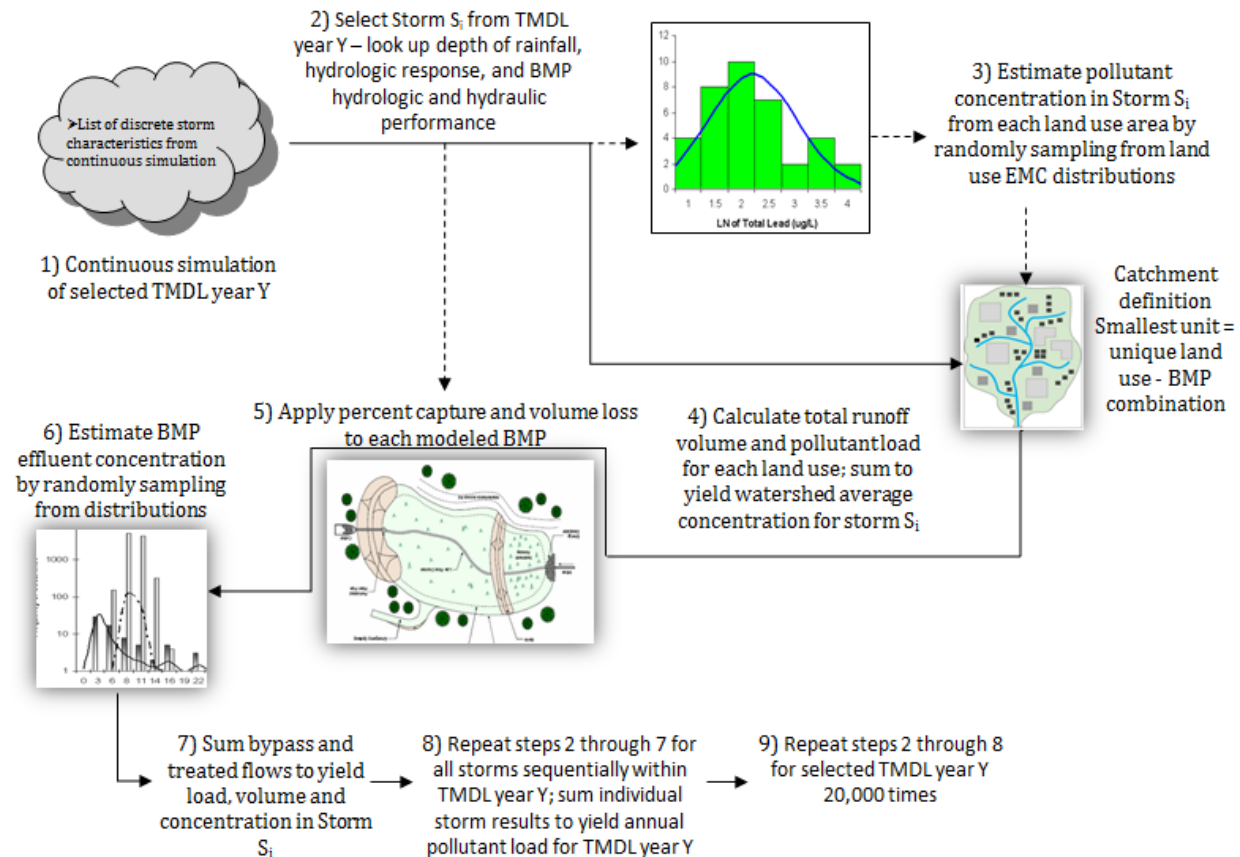 ➤List of discrete storm
characteristics from
continuous simulation
1) Continuous simulation
of selected TMDL year Y
2) Select Storm Si from TMDL
year Y – look up depth of rainfall,
hydrologic response, and BMP
hydrologic and hydraulic
performance
12
10
8
6
4
2
0
1 1.5 2 2.5 3 3.5 4
LN of Total Lead (ug/L)
3) Estimate pollutant
concentration in Storm Si
from each land use area by
randomly sampling from land
use EMC distributions
Catchment
definition
Smallest unit =
unique land
use - BMP
combination
4) Calculate total runoff
volume and pollutant load
for each land use; sum to
yield watershed average
concentration for storm Si
5) Apply percent capture and volume loss
to each modeled BMP
6) Estimate BMP
effluent concentration
by randomly sampling
from distributions
1000
100
10
1
0 3 6 8 11 14 16 19 22
7) Sum bypass and
treated flows to yield
load, volume and
concentration in Storm
Si
8) Repeat steps 2 through 7 for
all storms sequentially within
TMDL year Y; sum individual
storm results to yield annual
pollutant load for TMDL year Y
9) Repeat steps 2 through 8
for selected TMDL year Y
20,000 times